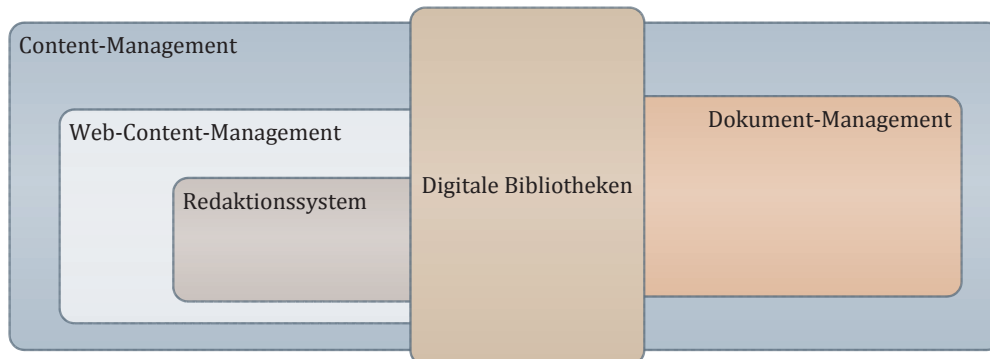 Content-Management
Web-Content-Management
Redaktionssystem
Digitale Bibliotheken
Dokument-Management